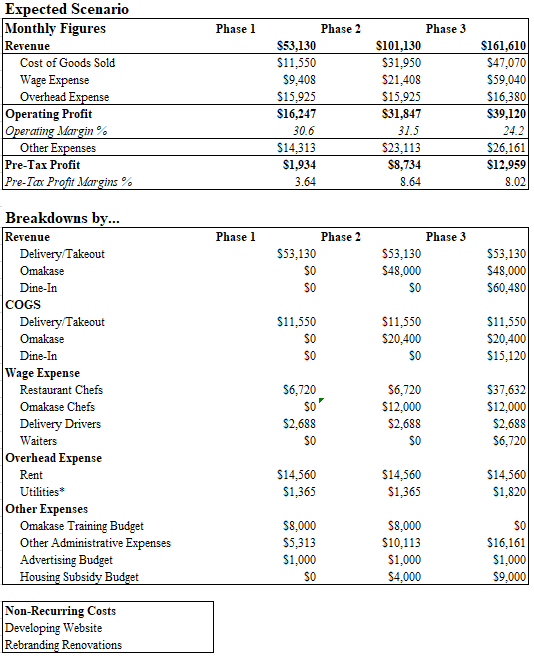 Expected Scenario
Monthly Figures Phase 1 Phase 2 Phase 3
Revenue $53,130 $101,130 $161,610
Cost of Goods Sold $11,550 $31,950 $47,070
Wage Expense $9,408 $21,408 $59,040
Overhead Expense $15,925 $15,925 $16,380
Operating Profit $16,247 $31,847 $39,120
Operating Margin % 30.6 31.5 24.2
Other Expenses $14,313 $23,113 $26,161
Pre-Tax Profit $1,934 $8,734 $12,959
Pre-Tax Profit Margins % 3.64 8.64 8.02
Breakdowns by...
Revenue Phase 1 Phase 2 Phase 3
Delivery/Takeout $53,130 $53,130 $53,130
Omakase $0 $48,000 $48,000
Dine-In $0 $0 $60,480
COGS
Delivery/Takeout $11,550 $11,550 $11,550
Omakase $0 $20,400 $20,400
Dine-In $0 $0 $15,120
Wage Expense
Restaurant Chefs $6,720 $6,720 $37,632
Omakase Chefs $0 $12,000 $12,000
Delivery Drivers $2,688 $2,688 $2,688
Waiters $0 $0 $6,720
Overhead Expense
Rent $14,560 $14,560 $14,560
Utilities* $1,365 $1,365 $1,820
Other Expenses
Omakase Training Budget $8,000 $8,000 $0
Other Administrative Expenses $5,313 $10,113 $16,161
Advertising Budget $1,000 $1,000 $1,000
Housing Subsidy Budget $0 $4,000 $9,000
Non-Recurring Costs
Developing Website
Rebranding Renovations